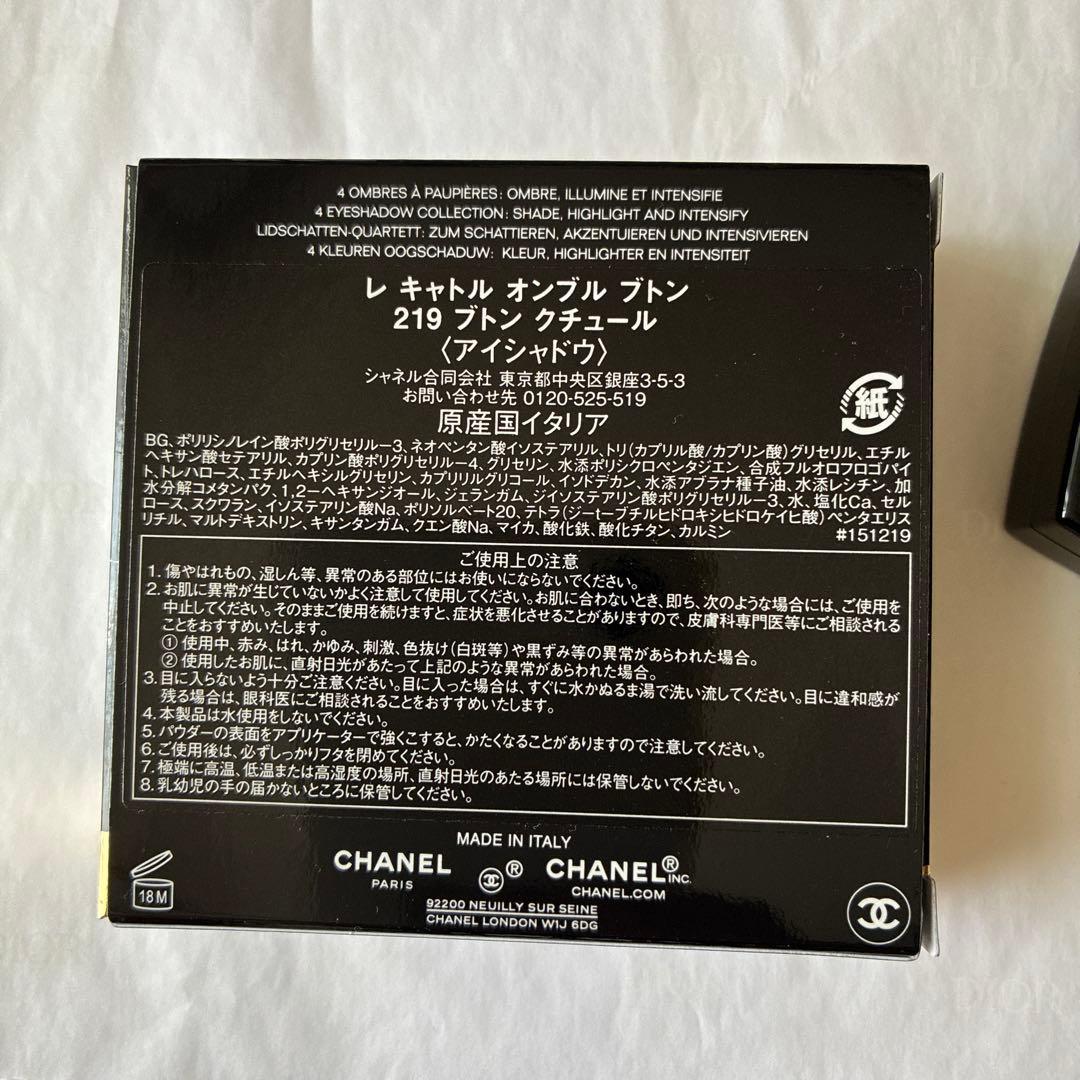 4 OMBRES À PAUPIÈRES: OMBRE, ILLUMINE ET INTENSIFIE
4 EYESHADOW COLLECTION: SHADE, HIGHLIGHT AND INTENSIFY
LIDSCHATTEN-QUARTETT: ZUM SCHATTIEREN, AKZENTUIEREN UND INTENSIVIEREN
4 KLEUREN OOGSCHADUW: KLEUR, HIGHLIGHTER EN INTENSITEIT
レ キャトル オンブル ブトン
219 ブトン クチュール
〈アイシャドウ〉
シャネル合同会社 東京都中央区銀座3-5-3
お問い合わせ先 0120-525-519
原産国イタリア
紙
BG、ポリリシノレイン酸ポリグリセリル－3、ネオペンタン酸イソステアリル、トリ(カプリル酸/カプリン酸)グリセリル、エチル
ヘキサン酸セテアリル、カプリン酸ポリグリセリル－4、グリセリン、水添ポリシクロペンタジエン、合成フルオロフロゴパイ
ト、トレハロース、エチルヘキシルグリセリン、カプリリルグリコール、イソドデカン、水添アブラナ種子油、水添レシチン、加
水分解コメタンパク、1,2－ヘキサンジオール、ジェランガム、ジイソステアリン酸ポリグリセリル－3、水、塩化Ca、セル
ロース、スクワラン、イソステアリン酸Na、ポリソルベート20、テトラ(ジ－t－ブチルヒドロキシヒドロケイヒ酸)ペンタエリス
リチル、マルトデキストリン、キサンタンガム、クエン酸Na、マイカ、酸化鉄、酸化チタン、カルミン #151219
ご使用上の注意
1. 傷やはれもの、湿しん等、異常のある部位にはお使いにならないでください。
2. お肌に異常が生じていないかよく注意して使用してください。お肌に合わないとき、即ち、次のような場合には、ご使用を
中止してください。そのままご使用を続けますと、症状を悪化させることがありますので、皮膚科専門医等にご相談される
ことをおすすめいたします。
① 使用中、赤み、はれ、かゆみ、刺激、色抜け(白斑等)や黒ずみ等の異常があらわれた場合。
② 使用したお肌に、直射日光があたって上記のような異常があらわれた場合。
3. 目に入らないよう十分ご注意ください。目に入った場合は、すぐに水かぬるま湯で洗い流してください。目に違和感が
残る場合は、眼科医にご相談されることをおすすめいたします。
4. 本製品は水使用をしないでください。
5. パウダーの表面をアプリケーターで強くこすると、かたくなることがありますので注意してください。
6. ご使用後は、必ずしっかりフタを閉めてください。
7. 極端に高温、低温または高湿度の場所、直射日光のあたる場所には保管しないでください。
8. 乳幼児の手の届かないところに保管してください。
MADE IN ITALY
CHANEL ® CHANEL® INC.
PARIS CHANEL.COM
92200 NEUILLY SUR SEINE
CHANEL LONDON W1J 6DG
18M